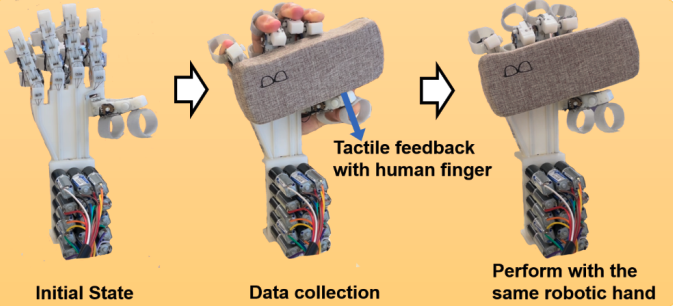 Tactile feedback
with human finger
Initial State
Data collection
Perform with the
same robotic hand